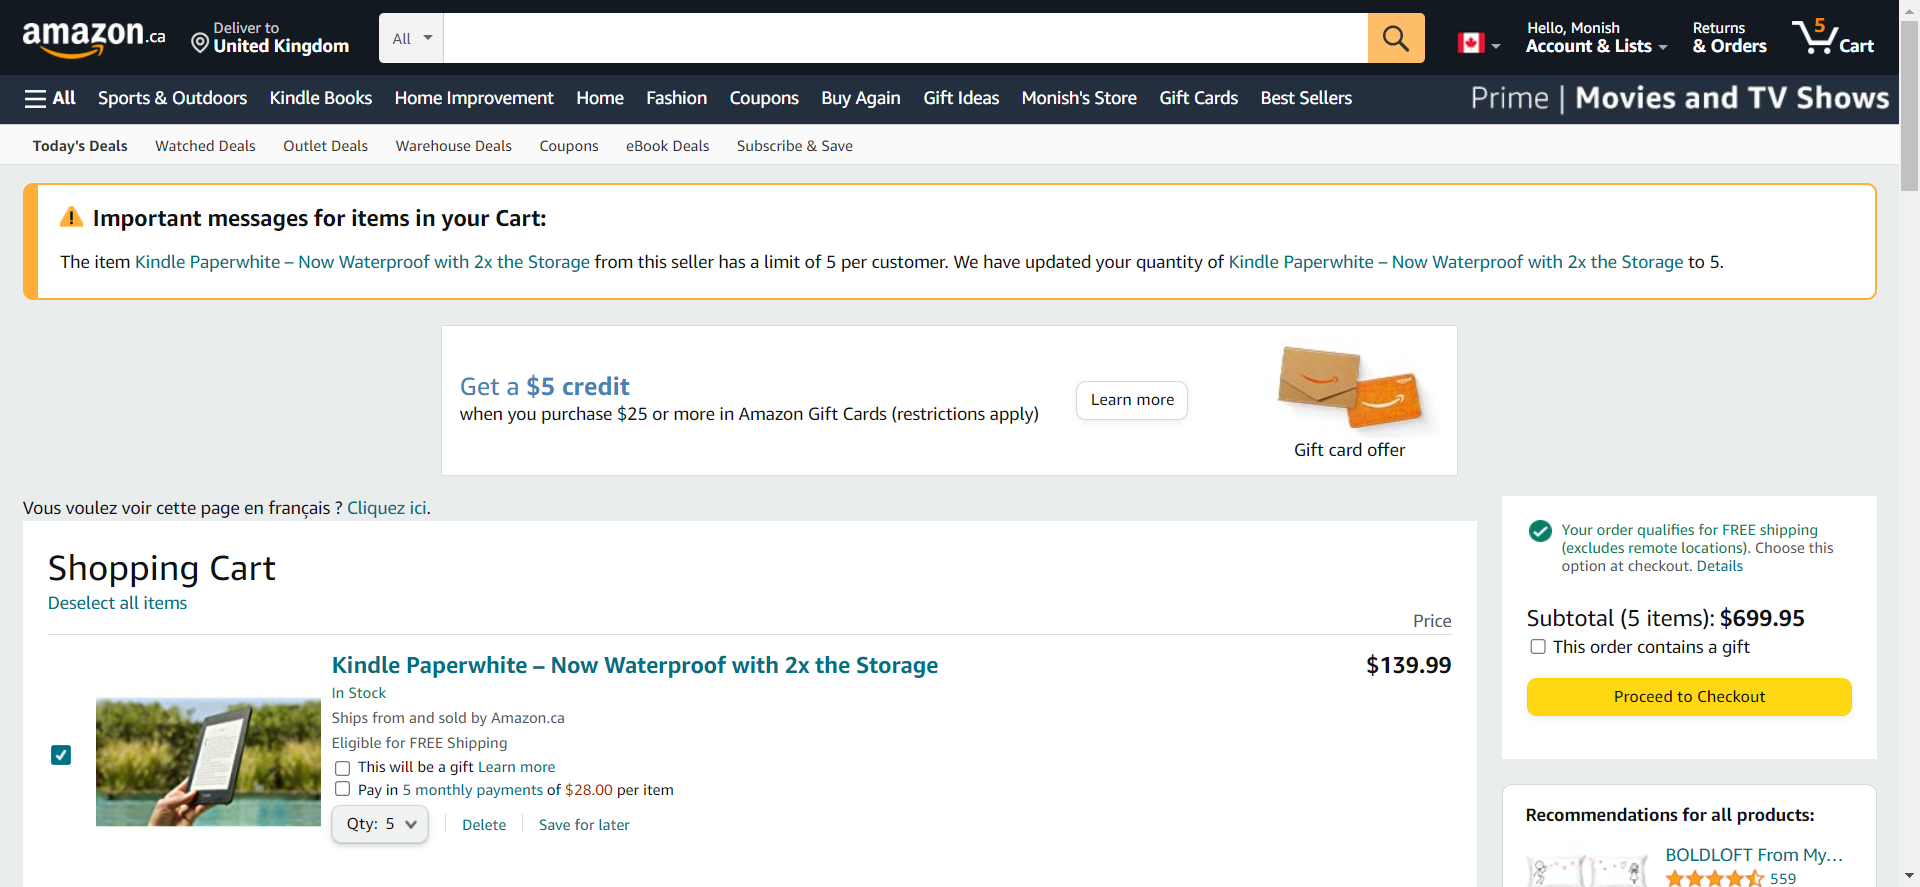 amazon.ca
Deliver to
United Kingdom
All
Hello, Monish
Account & Lists
Returns
& Orders
5
Cart
All
Sports & Outdoors
Kindle Books
Home Improvement
Home
Fashion
Coupons
Buy Again
Gift Ideas
Monish's Store
Gift Cards
Best Sellers
Prime | Movies and TV Shows
Today's Deals
Watched Deals
Outlet Deals
Warehouse Deals
Coupons
eBook Deals
Subscribe & Save
Important messages for items in your Cart:
The item Kindle Paperwhite – Now Waterproof with 2x the Storage from this seller has a limit of 5 per customer. We have updated your quantity of Kindle Paperwhite – Now Waterproof with 2x the Storage to 5.
Get a $5 credit
when you purchase $25 or more in Amazon Gift Cards (restrictions apply)
Learn more
Gift card offer
Vous voulez voir cette page en français ? Cliquez ici.
Shopping Cart
Deselect all items
Price
Kindle Paperwhite – Now Waterproof with 2x the Storage
$139.99
In Stock
Ships from and sold by Amazon.ca
Eligible for FREE Shipping
This will be a gift Learn more
Pay in 5 monthly payments of $28.00 per item
Qty: 5
Delete
Save for later
Your order qualifies for FREE shipping
(excludes remote locations). Choose this
option at checkout. Details
Subtotal (5 items): $699.95
This order contains a gift
Proceed to Checkout
Recommendations for all products:
BOLDLOFT From My...
559